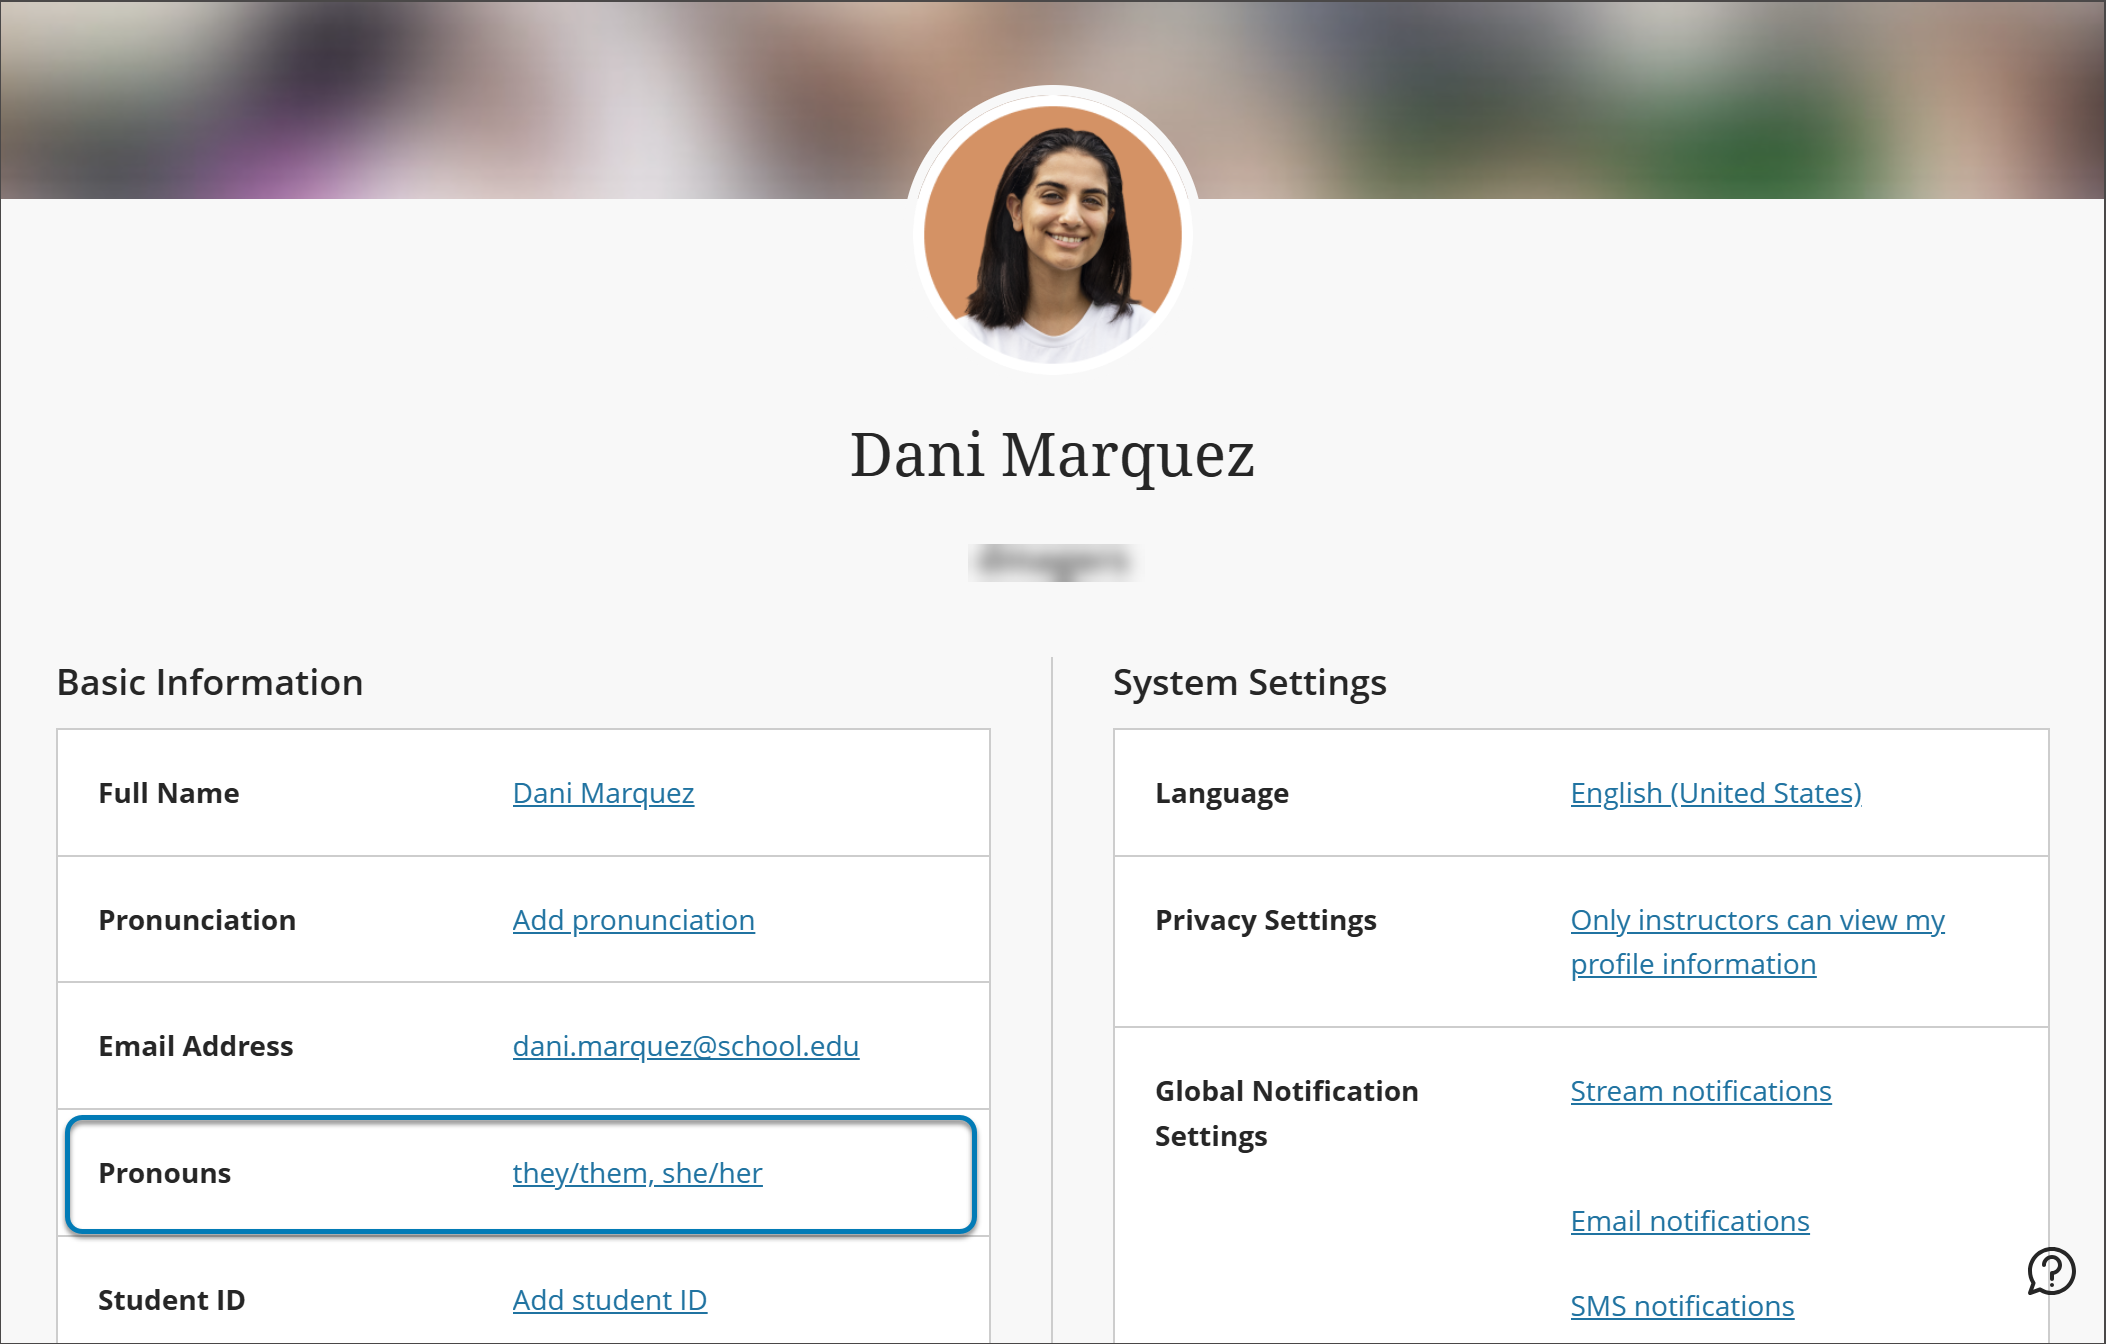 Dani Marquez
Basic Information
Full Name
Dani Marquez
Pronunciation
Add pronunciation
Email Address
dani.marquez@school.edu
Pronouns
they/them, she/her
Student ID
Add student ID
System Settings
Language
English (United States)
Privacy Settings
Only instructors can view my
profile information
Global Notification
Settings
Stream notifications
Email notifications
SMS notifications